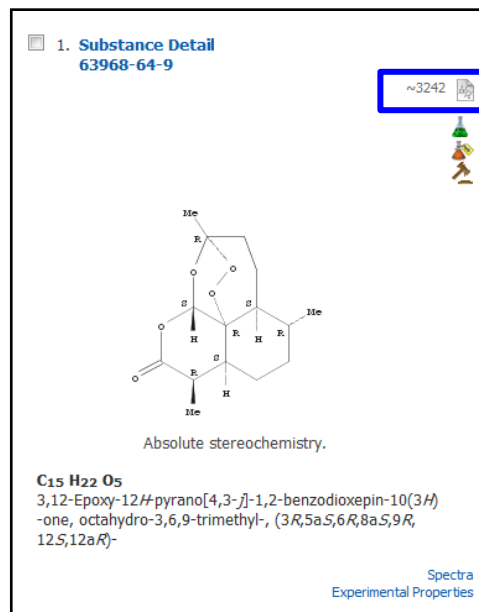 1. Substance Detail
63968-64-9
~3242
Me
R
O
O
O
S
S
Me
O
H
R
H
R
S
O
R
H
Me
Absolute stereochemistry.
C15 H22 O5
3,12-Epoxy-12H-pyrano[4,3-j]-1,2-benzodioxepin-10(3H)
-one, octahydro-3,6,9-trimethyl-, (3R,5aS,6R,8aS,9R,
12S,12aR)-
Spectra
Experimental Properties